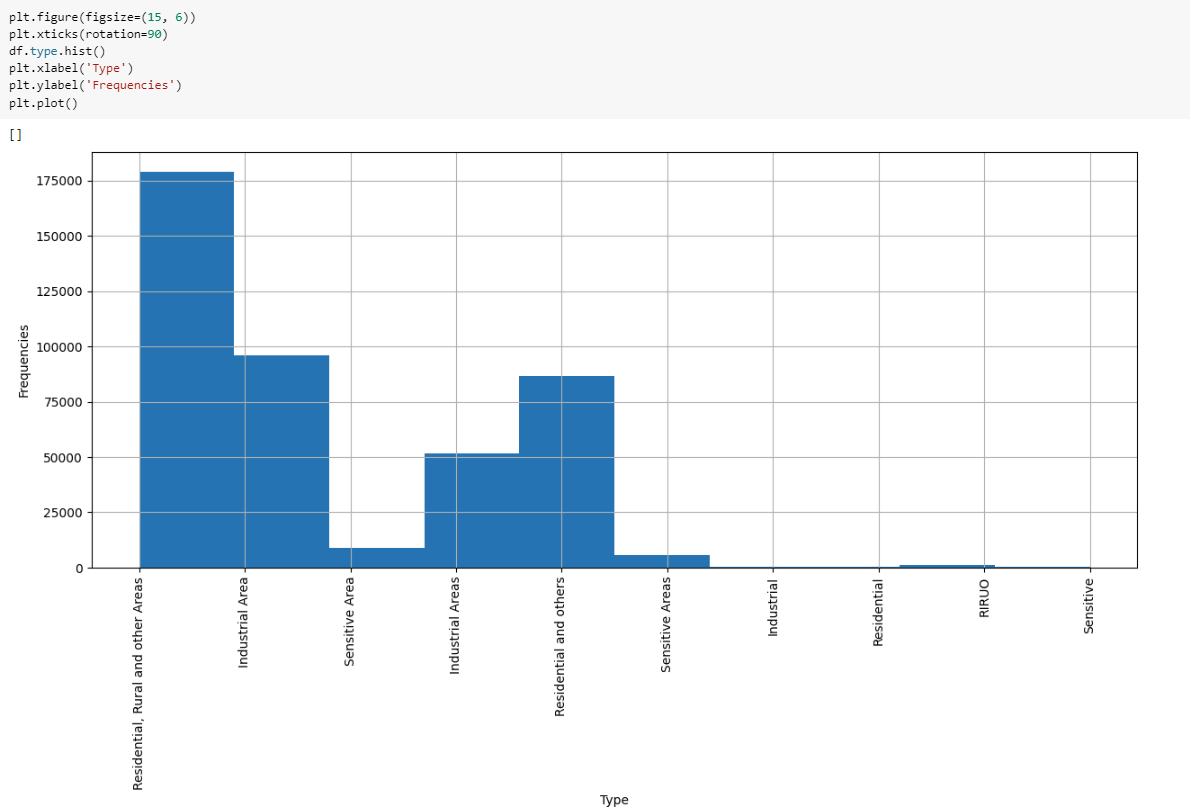 plt.figure(figsize=(15, 6))
plt.xticks(rotation=90)
df.type.hist()
plt.xlabel('Type')
plt.ylabel('Frequencies')
plt.plot()
[]
175000
150000
125000
100000
75000
50000
25000
0
Frequencies
Residential, Rural and other Areas
Industrial Area
Sensitive Area
Industrial Areas
Residential and others
Sensitive Areas
Industrial
Residential
RIRUO
Sensitive
Type